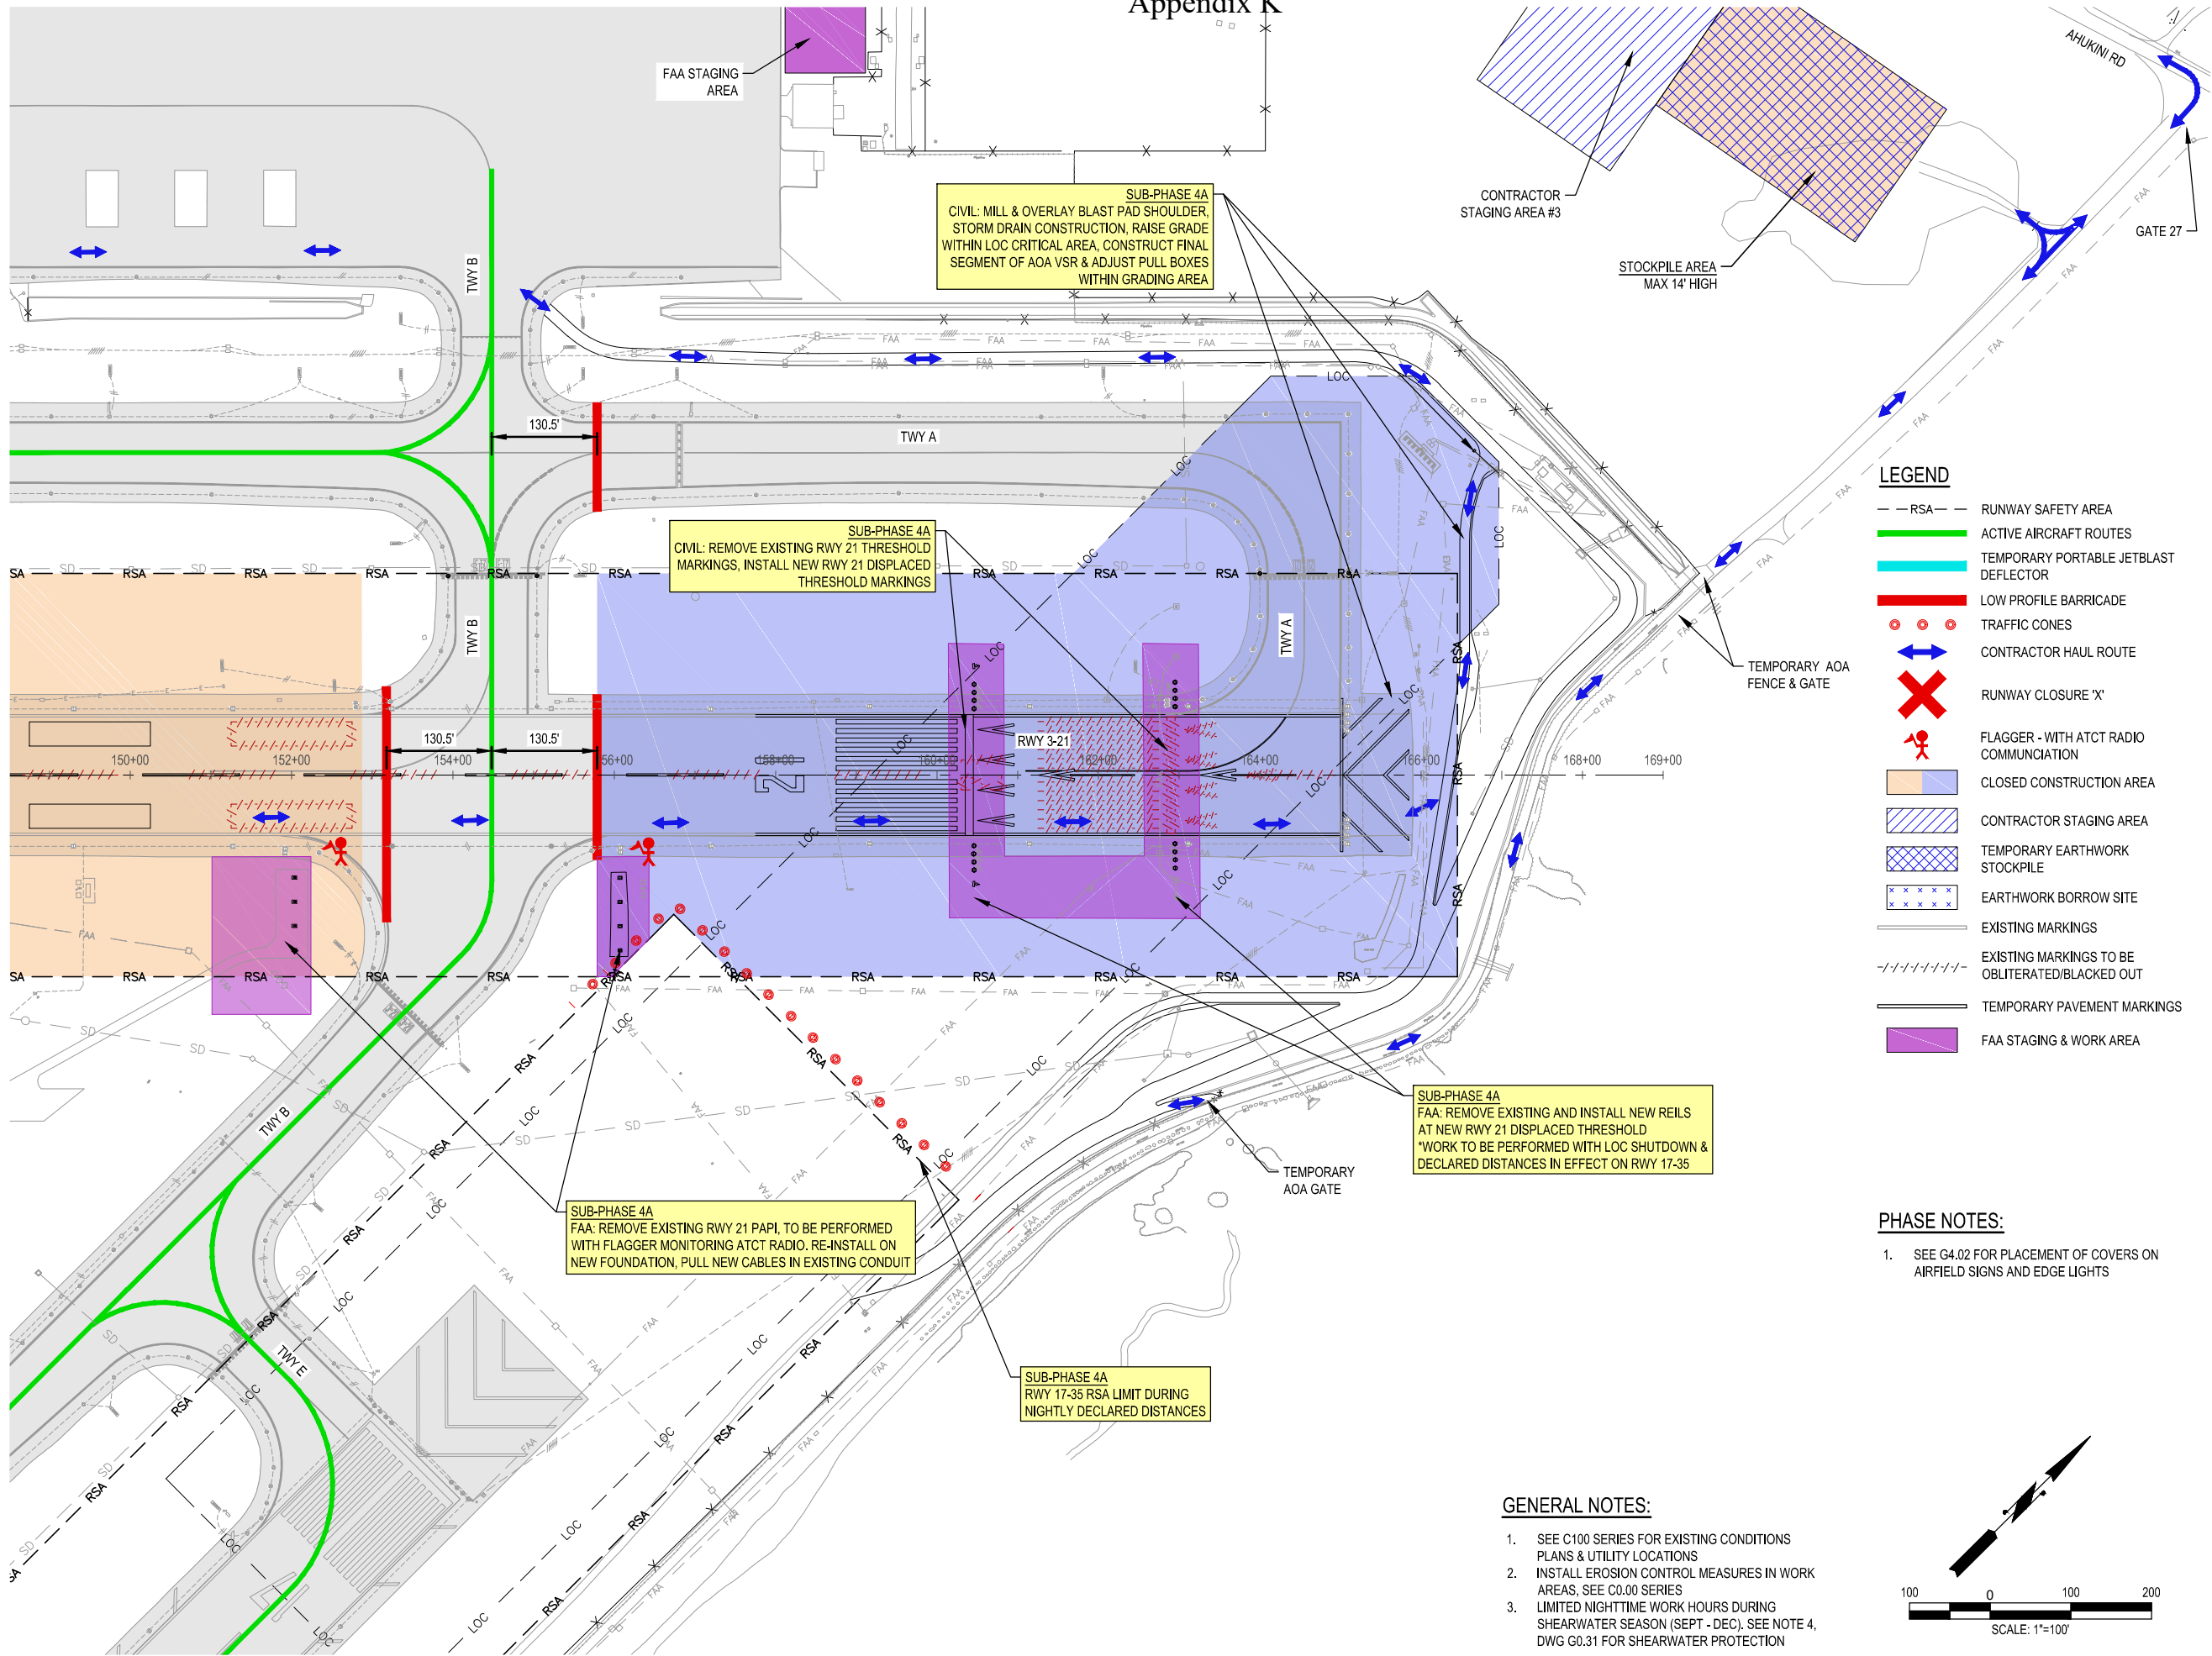 Appendix K
FAA STAGING
AREA
AHUKINI RD
CONTRACTOR
STAGING AREA #3
GATE 27
STOCKPILE AREA
MAX 14' HIGH
SUB-PHASE 4A
CIVIL: MILL & OVERLAY BLAST PAD SHOULDER,
STORM DRAIN CONSTRUCTION, RAISE GRADE
WITHIN LOC CRITICAL AREA, CONSTRUCT FINAL
SEGMENT OF AOA VSR & ADJUST PULL BOXES
WITHIN GRADING AREA
TWY B
130.5'
TWY A
SUB-PHASE 4A
CIVIL: REMOVE EXISTING RWY 21 THRESHOLD
MARKINGS, INSTALL NEW RWY 21 DISPLACED
THRESHOLD MARKINGS
RSA
LOC
FAA
SD
TWY B
TWY A
130.5'
130.5'
RWY 3-21
150+00
152+00
154+00
156+00
158+00
160+00
162+00
164+00
166+00
168+00
169+00
TEMPORARY AOA
FENCE & GATE
LEGEND
RSA RUNWAY SAFETY AREA
ACTIVE AIRCRAFT ROUTES
TEMPORARY PORTABLE JETBLAST
DEFLECTOR
LOW PROFILE BARRICADE
TRAFFIC CONES
CONTRACTOR HAUL ROUTE
RUNWAY CLOSURE 'X'
FLAGGER - WITH ATCT RADIO
COMMUNCIATION
CLOSED CONSTRUCTION AREA
CONTRACTOR STAGING AREA
TEMPORARY EARTHWORK
STOCKPILE
EARTHWORK BORROW SITE
EXISTING MARKINGS
EXISTING MARKINGS TO BE
OBLITERATED/BLACKED OUT
TEMPORARY PAVEMENT MARKINGS
FAA STAGING & WORK AREA
SUB-PHASE 4A
FAA: REMOVE EXISTING AND INSTALL NEW REILS
AT NEW RWY 21 DISPLACED THRESHOLD
*WORK TO BE PERFORMED WITH LOC SHUTDOWN &
DECLARED DISTANCES IN EFFECT ON RWY 17-35
TEMPORARY
AOA GATE
TWY B
SUB-PHASE 4A
FAA: REMOVE EXISTING RWY 21 PAPI, TO BE PERFORMED
WITH FLAGGER MONITORING ATCT RADIO. RE-INSTALL ON
NEW FOUNDATION, PULL NEW CABLES IN EXISTING CONDUIT
TWY E
SUB-PHASE 4A
RWY 17-35 RSA LIMIT DURING
NIGHTLY DECLARED DISTANCES
PHASE NOTES:
1. SEE G4.02 FOR PLACEMENT OF COVERS ON
AIRFIELD SIGNS AND EDGE LIGHTS
GENERAL NOTES:
1. SEE C100 SERIES FOR EXISTING CONDITIONS
PLANS & UTILITY LOCATIONS
2. INSTALL EROSION CONTROL MEASURES IN WORK
AREAS, SEE C0.00 SERIES
3. LIMITED NIGHTTIME WORK HOURS DURING
SHEARWATER SEASON (SEPT - DEC). SEE NOTE 4,
DWG G0.31 FOR SHEARWATER PROTECTION
100 0 100 200
SCALE: 1"=100'